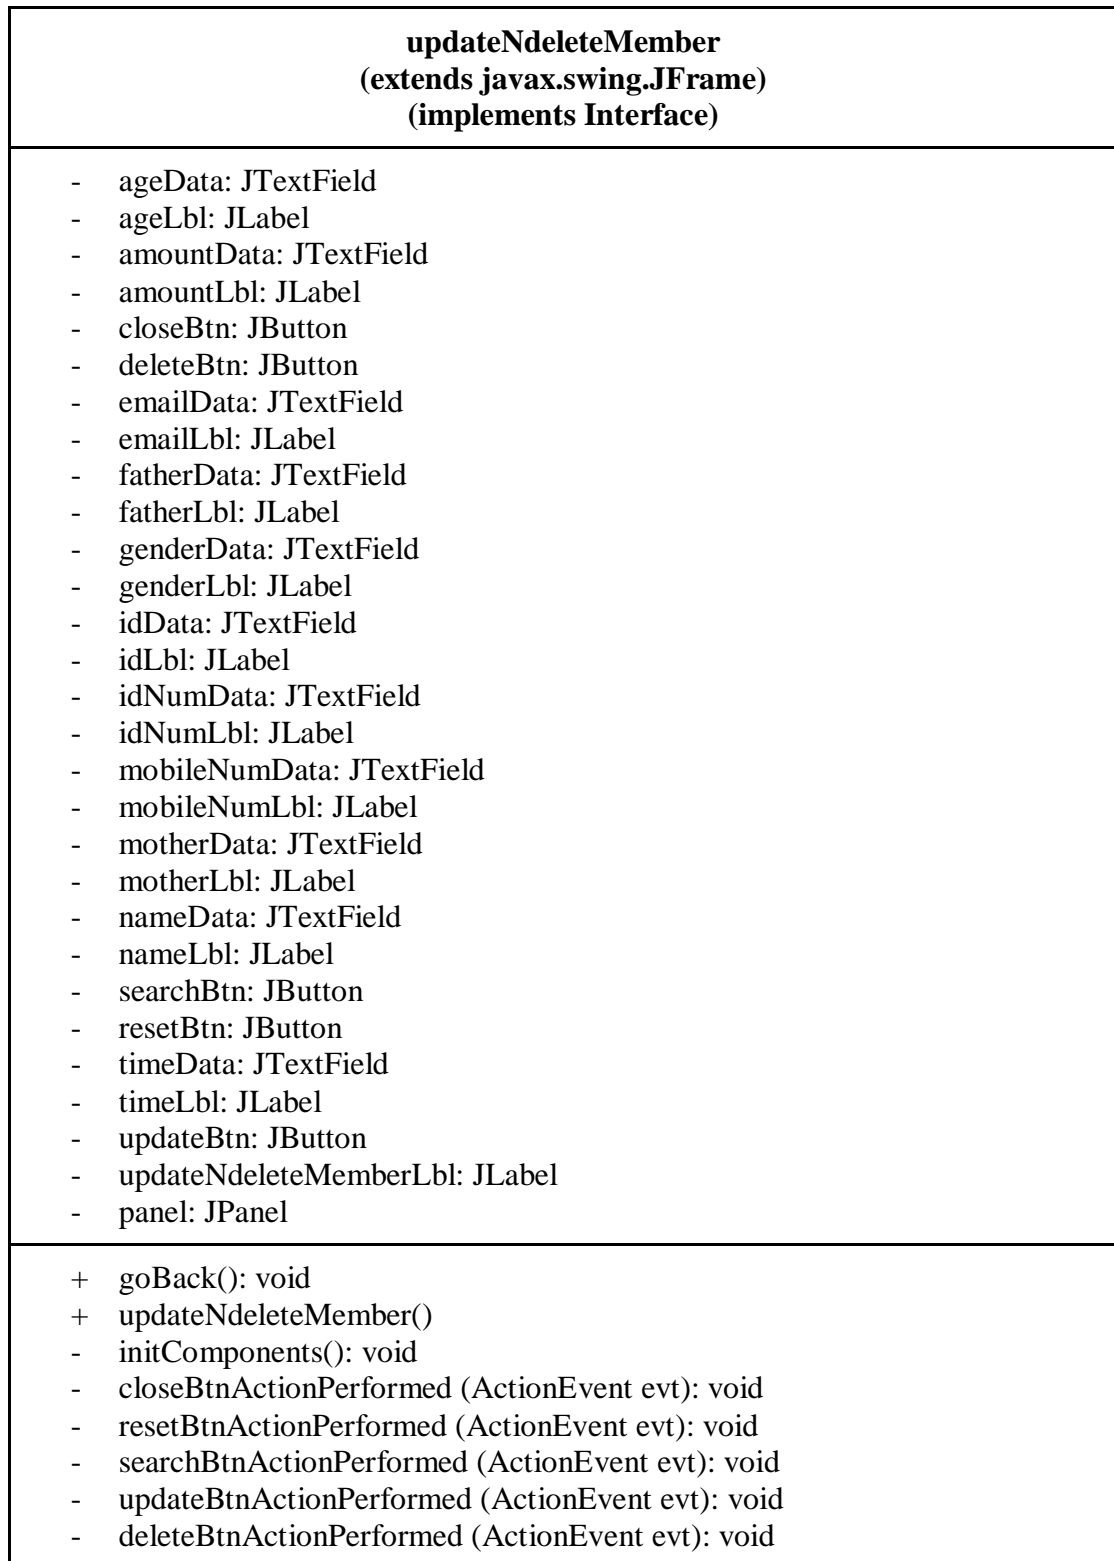 updateNdeleteMember
(extends javax.swing.JFrame)
(implements Interface)
- ageData: JTextField
- ageLbl: JLabel
- amountData: JTextField
- amountLbl: JLabel
- closeBtn: JButton
- deleteBtn: JButton
- emailData: JTextField
- emailLbl: JLabel
- fatherData: JTextField
- fatherLbl: JLabel
- genderData: JTextField
- genderLbl: JLabel
- idData: JTextField
- idLbl: JLabel
- idNumData: JTextField
- idNumLbl: JLabel
- mobileNumData: JTextField
- mobileNumLbl: JLabel
- motherData: JTextField
- motherLbl: JLabel
- nameData: JTextField
- nameLbl: JLabel
- searchBtn: JButton
- resetBtn: JButton
- timeData: JTextField
- timeLbl: JLabel
- updateBtn: JButton
- updateNdeleteMemberLbl: JLabel
- panel: JPanel
+ goBack(): void
+ updateNdeleteMember()
- initComponents(): void
- closeBtnActionPerformed (ActionEvent evt): void
- resetBtnActionPerformed (ActionEvent evt): void
- searchBtnActionPerformed (ActionEvent evt): void
- updateBtnActionPerformed (ActionEvent evt): void
- deleteBtnActionPerformed (ActionEvent evt): void